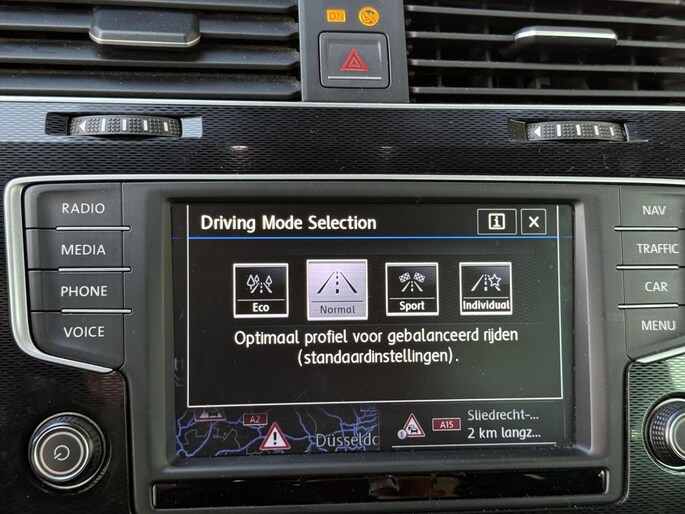 ON
RADIO
MEDIA
PHONE
VOICE
NAV
TRAFFIC
CAR
MENU
Driving Mode Selection
i
X
Eco
Normal
Sport
Individual
Optimaal profiel voor gebalanceerd rijden
(standaardinstellingen).
A2
Düsseldc
A15
Sliedrecht-...
2 km langz...